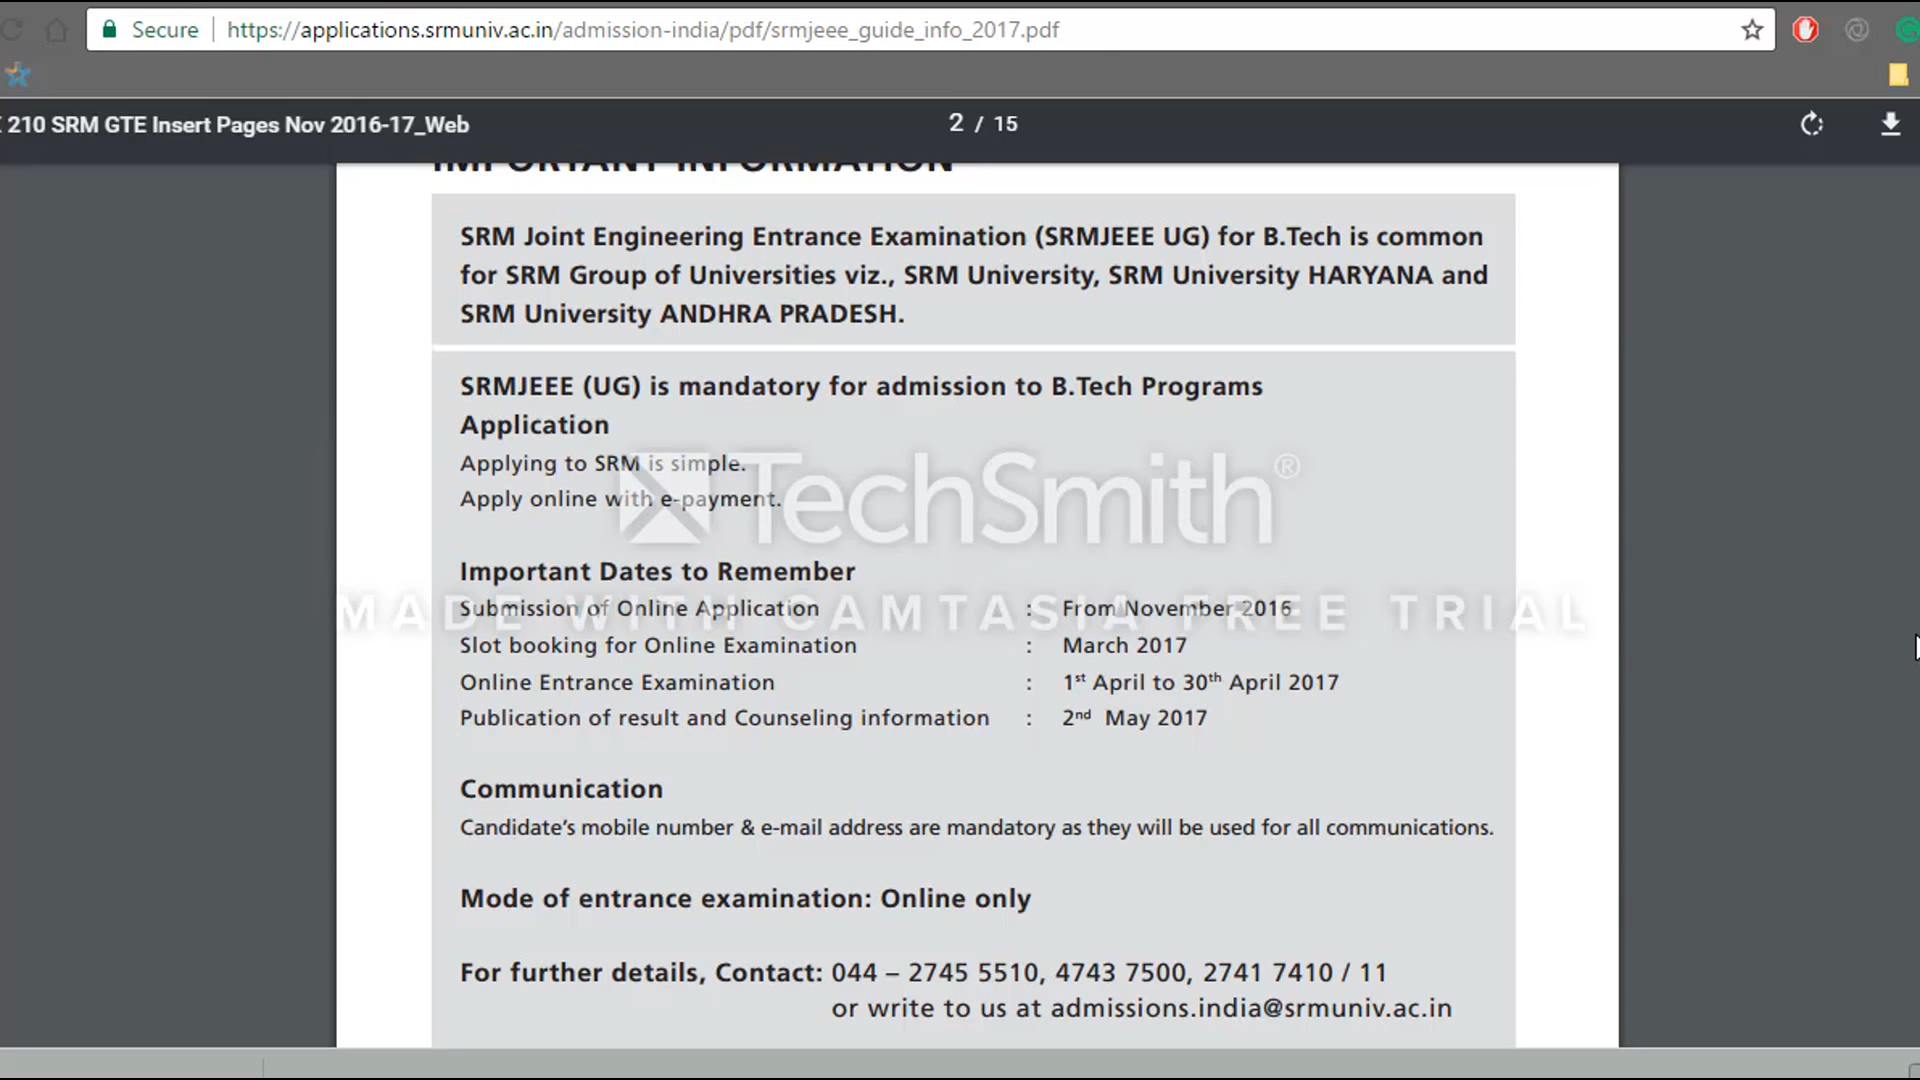 Secure https://applications.srmuniv.ac.in/admission-india/pdf/srmjeee_guide_info_2017.pdf
210 SRM GTE Insert Pages Nov 2016-17_Web 2 / 15
IMPORTANT INFORMATION
SRM Joint Engineering Entrance Examination (SRMJEEE UG) for B.Tech is common
for SRM Group of Universities viz., SRM University, SRM University HARYANA and
SRM University ANDHRA PRADESH.
SRMJEEE (UG) is mandatory for admission to B.Tech Programs
Application
Applying to SRM is simple.
Apply online with e-payment.
TechSmith®
Important Dates to Remember
MADE WITH CAMTASIA FREE TRIAL
Submission of Online Application : From November 2016
Slot booking for Online Examination : March 2017
Online Entrance Examination : 1st April to 30th April 2017
Publication of result and Counseling information : 2nd May 2017
Communication
Candidate's mobile number & e-mail address are mandatory as they will be used for all communications.
Mode of entrance examination: Online only
For further details, Contact: 044 – 2745 5510, 4743 7500, 2741 7410 / 11
or write to us at admissions.india@srmuniv.ac.in